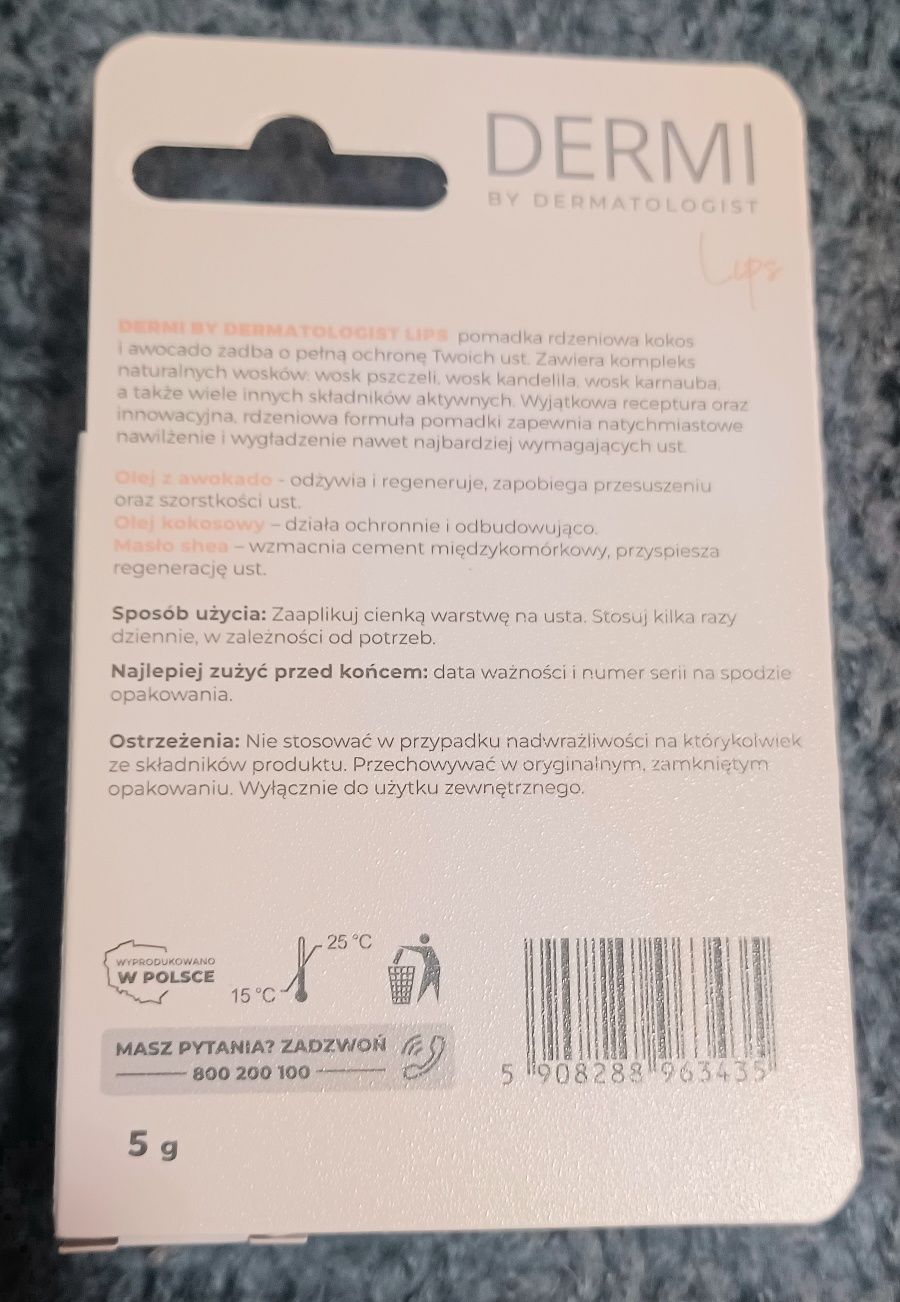 DERMI
BY DERMATOLOGIST
Lips
DERMI BY DERMATOLOGIST LIPS pomadka rdzeniowa kokos
i awocado zadba o pełną ochronę Twoich ust. Zawiera kompleks
naturalnych wosków: wosk pszczeli, wosk kandelila, wosk karnauba,
a także wiele innych składników aktywnych. Wyjątkowa receptura oraz
innowacyjna, rdzeniowa formuła pomadki zapewnia natychmiastowe
nawilżenie i wygładzenie nawet najbardziej wymagających ust.
Olej z awokado - odżywia i regeneruje, zapobiega przesuszeniu
oraz szorstkości ust.
Olej kokosowy – działa ochronnie i odbudowująco.
Masło shea – wzmacnia cement międzykomórkowy, przyspiesza
regenerację ust.
Sposób użycia: Zaaplikuj cienką warstwę na usta. Stosuj kilka razy
dziennie, w zależności od potrzeb.
Najlepiej zużyć przed końcem: data ważności i numer serii na spodzie
opakowania.
Ostrzeżenia: Nie stosować w przypadku nadwrażliwości na którykolwiek
ze składników produktu. Przechowywać w oryginalnym, zamkniętym
opakowaniu. Wyłącznie do użytku zewnętrznego.
WYPRODUKOWANO
W POLSCE
25 °C
15 °C
MASZ PYTANIA? ZADZWOŃ
800 200 100
5 908288 963435
5 g